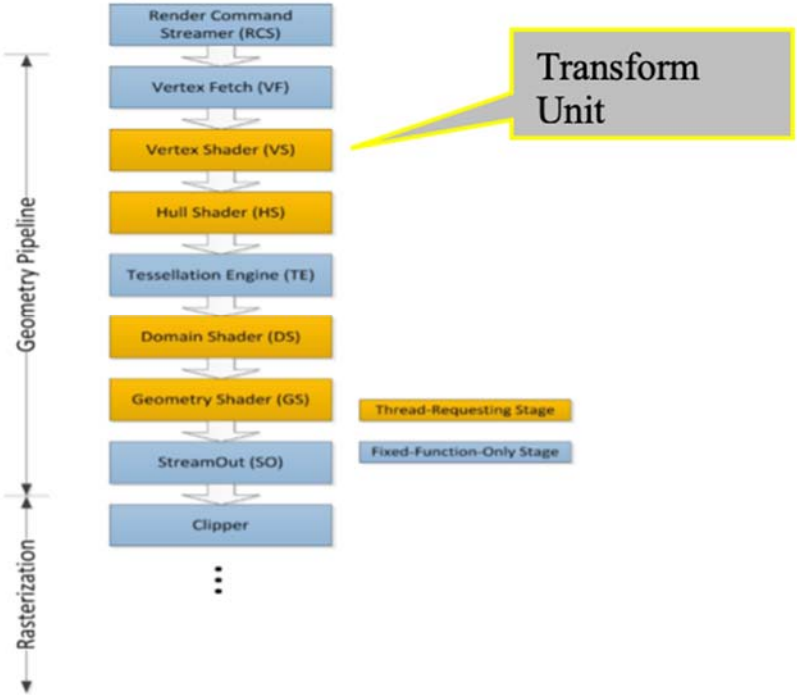 Render Command
Streamer (RCS)
Transform
Unit
Vertex Fetch (VF)
Vertex Shader (VS)
Hull Shader (HS)
Geometry Pipeline
Tessellation Engine (TE)
Domain Shader (DS)
Geometry Shader (GS)
Thread-Requesting Stage
StreamOut (SO)
Fixed-Function-Only Stage
Clipper
Rasterization